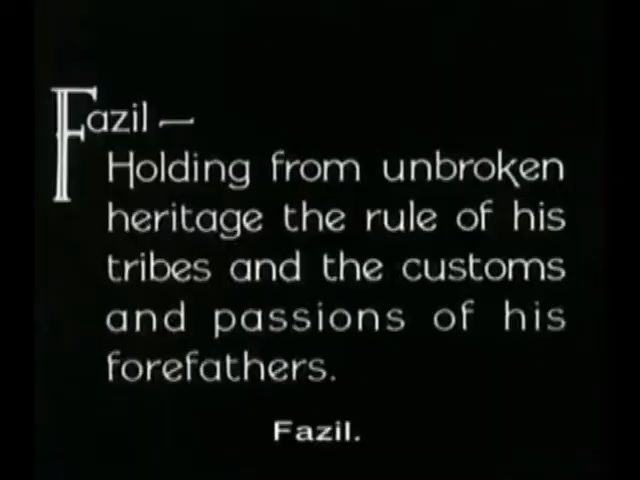 Fazil —
Holding from unbroken
heritage the rule of his
tribes and the customs
and passions of his
forefathers.
Fazil.